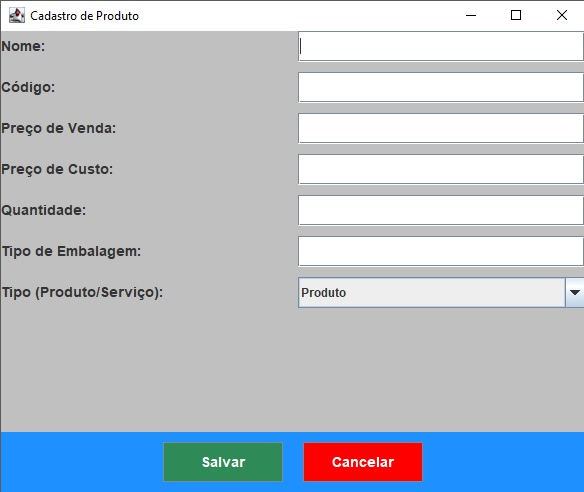 Cadastro de Produto
Nome:
Código:
Preço de Venda:
Preço de Custo:
Quantidade:
Tipo de Embalagem:
Tipo (Produto/Serviço): Produto
Salvar Cancelar